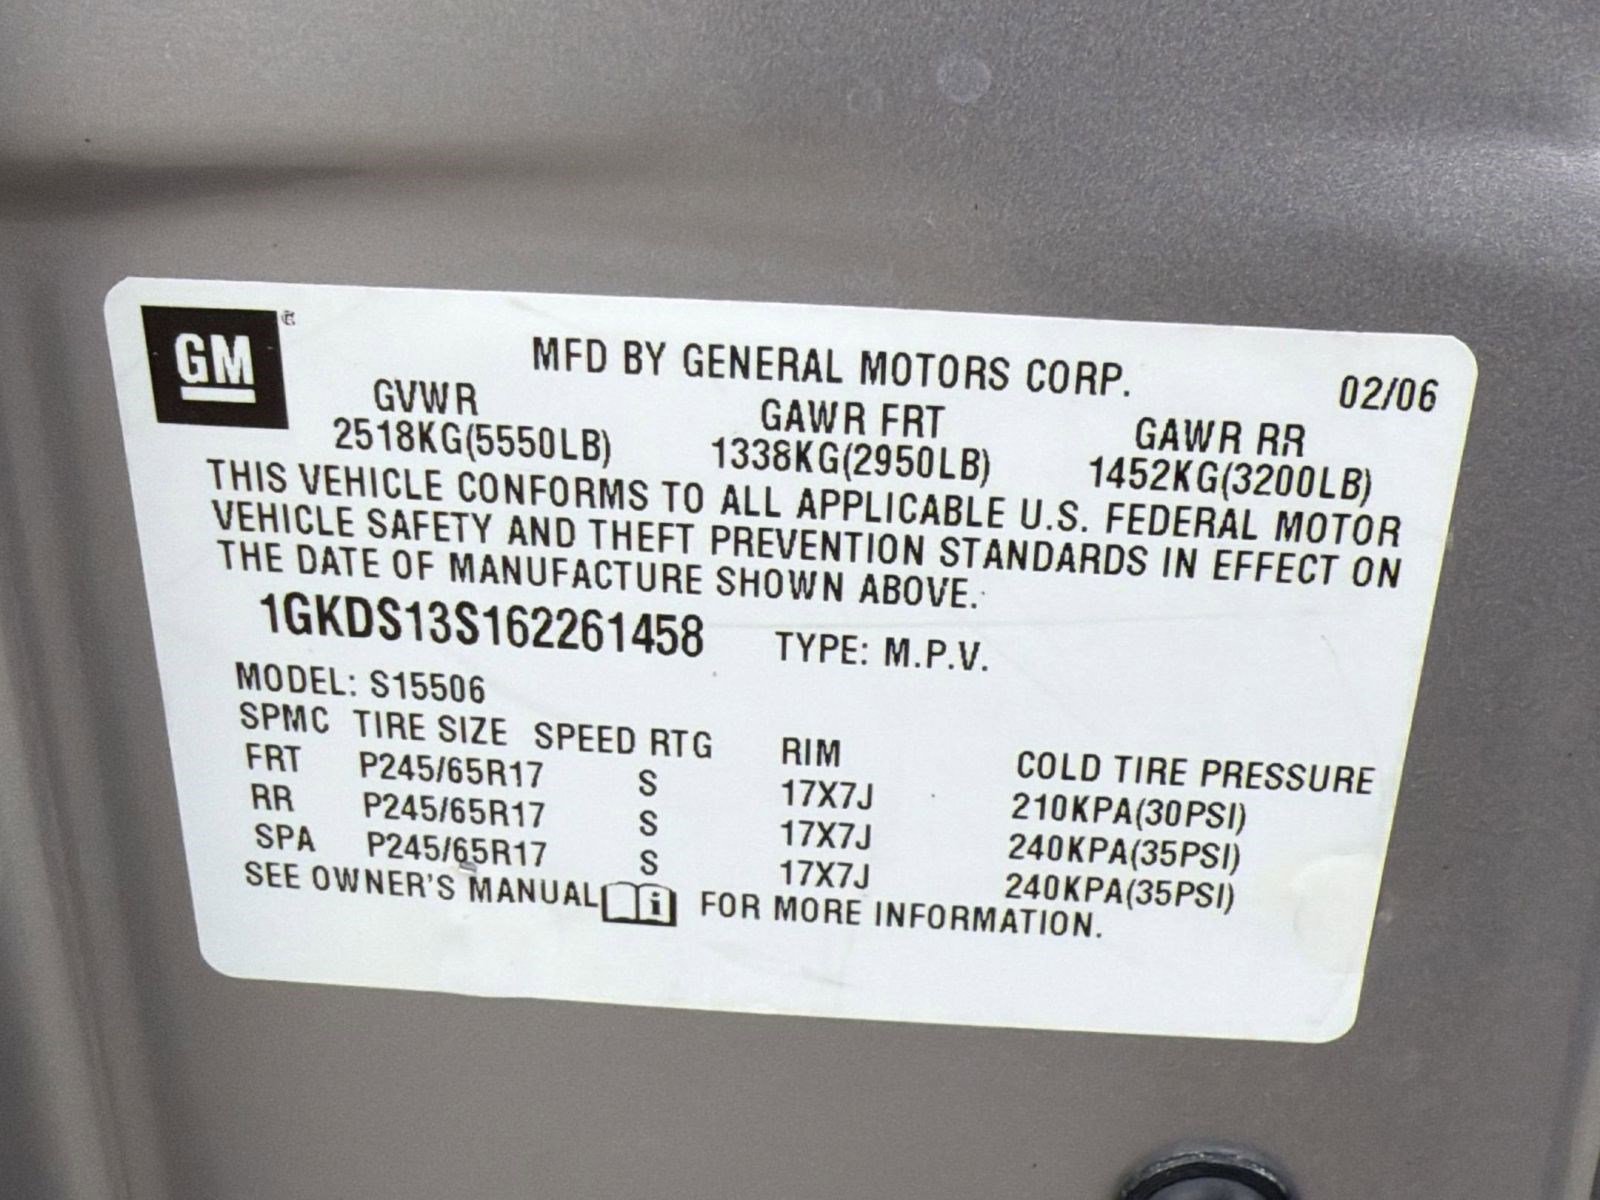 GM
MFD BY GENERAL MOTORS CORP. 02/06
GVWR GAWR FRT GAWR RR
2518KG(5550LB) 1338KG(2950LB) 1452KG(3200LB)
THIS VEHICLE CONFORMS TO ALL APPLICABLE U.S. FEDERAL MOTOR
VEHICLE SAFETY AND THEFT PREVENTION STANDARDS IN EFFECT ON
THE DATE OF MANUFACTURE SHOWN ABOVE.
1GKDS13S162261458 TYPE: M.P.V.
MODEL: S15506
SPMC TIRE SIZE SPEED RTG RIM COLD TIRE PRESSURE
FRT P245/65R17 S 17X7J 210KPA(30PSI)
RR P245/65R17 S 17X7J 240KPA(35PSI)
SPA P245/65R17 S 17X7J 240KPA(35PSI)
SEE OWNER'S MANUAL i FOR MORE INFORMATION.